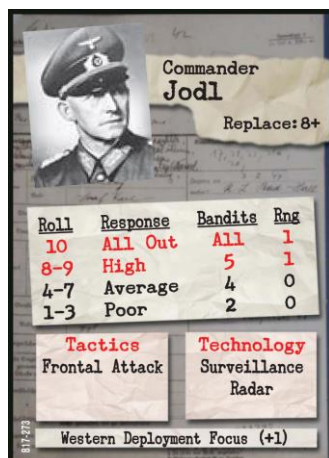 Commander
Jodl
Replace: 8+
Roll Response Bandits Rng
10 All Out All 1
8-9 High 5 1
4-7 Average 4 0
1-3 Poor 2 0
Tactics
Frontal Attack
Technology
Surveillance
Radar
Western Deployment Focus (+1)
B17-273